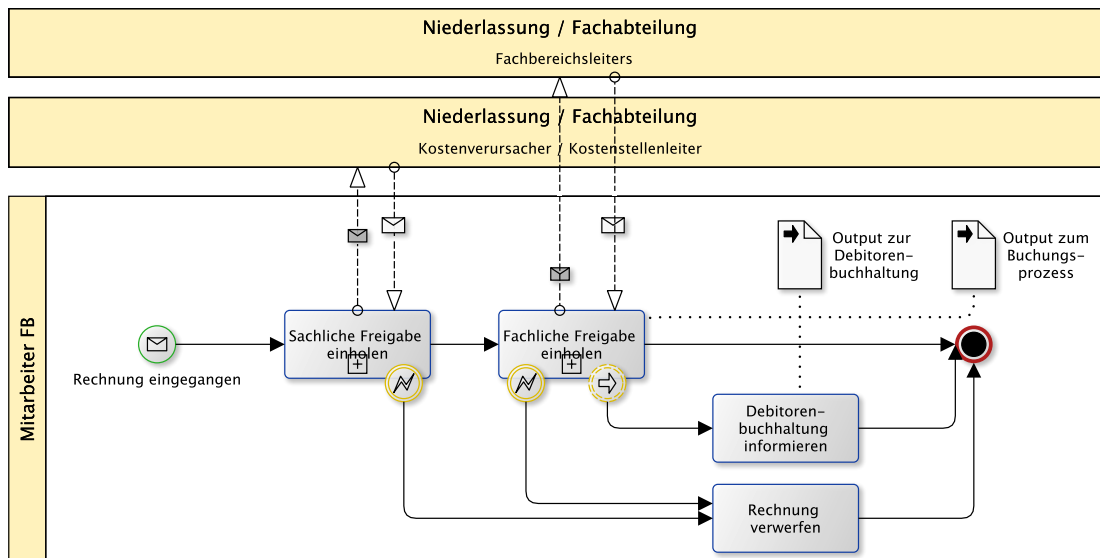 Niederlassung / Fachabteilung
Fachbereichsleiters
Niederlassung / Fachabteilung
Kostenverursacher / Kostenstellenleiter
Mitarbeiter FB
Output zur
Debitoren-
buchhaltung
Output zum
Buchungs-
prozess
Rechnung eingegangen
Sachliche Freigabe
einholen
Fachliche Freigabe
einholen
Debitoren-
buchhaltung
informieren
Rechnung
verwerfen